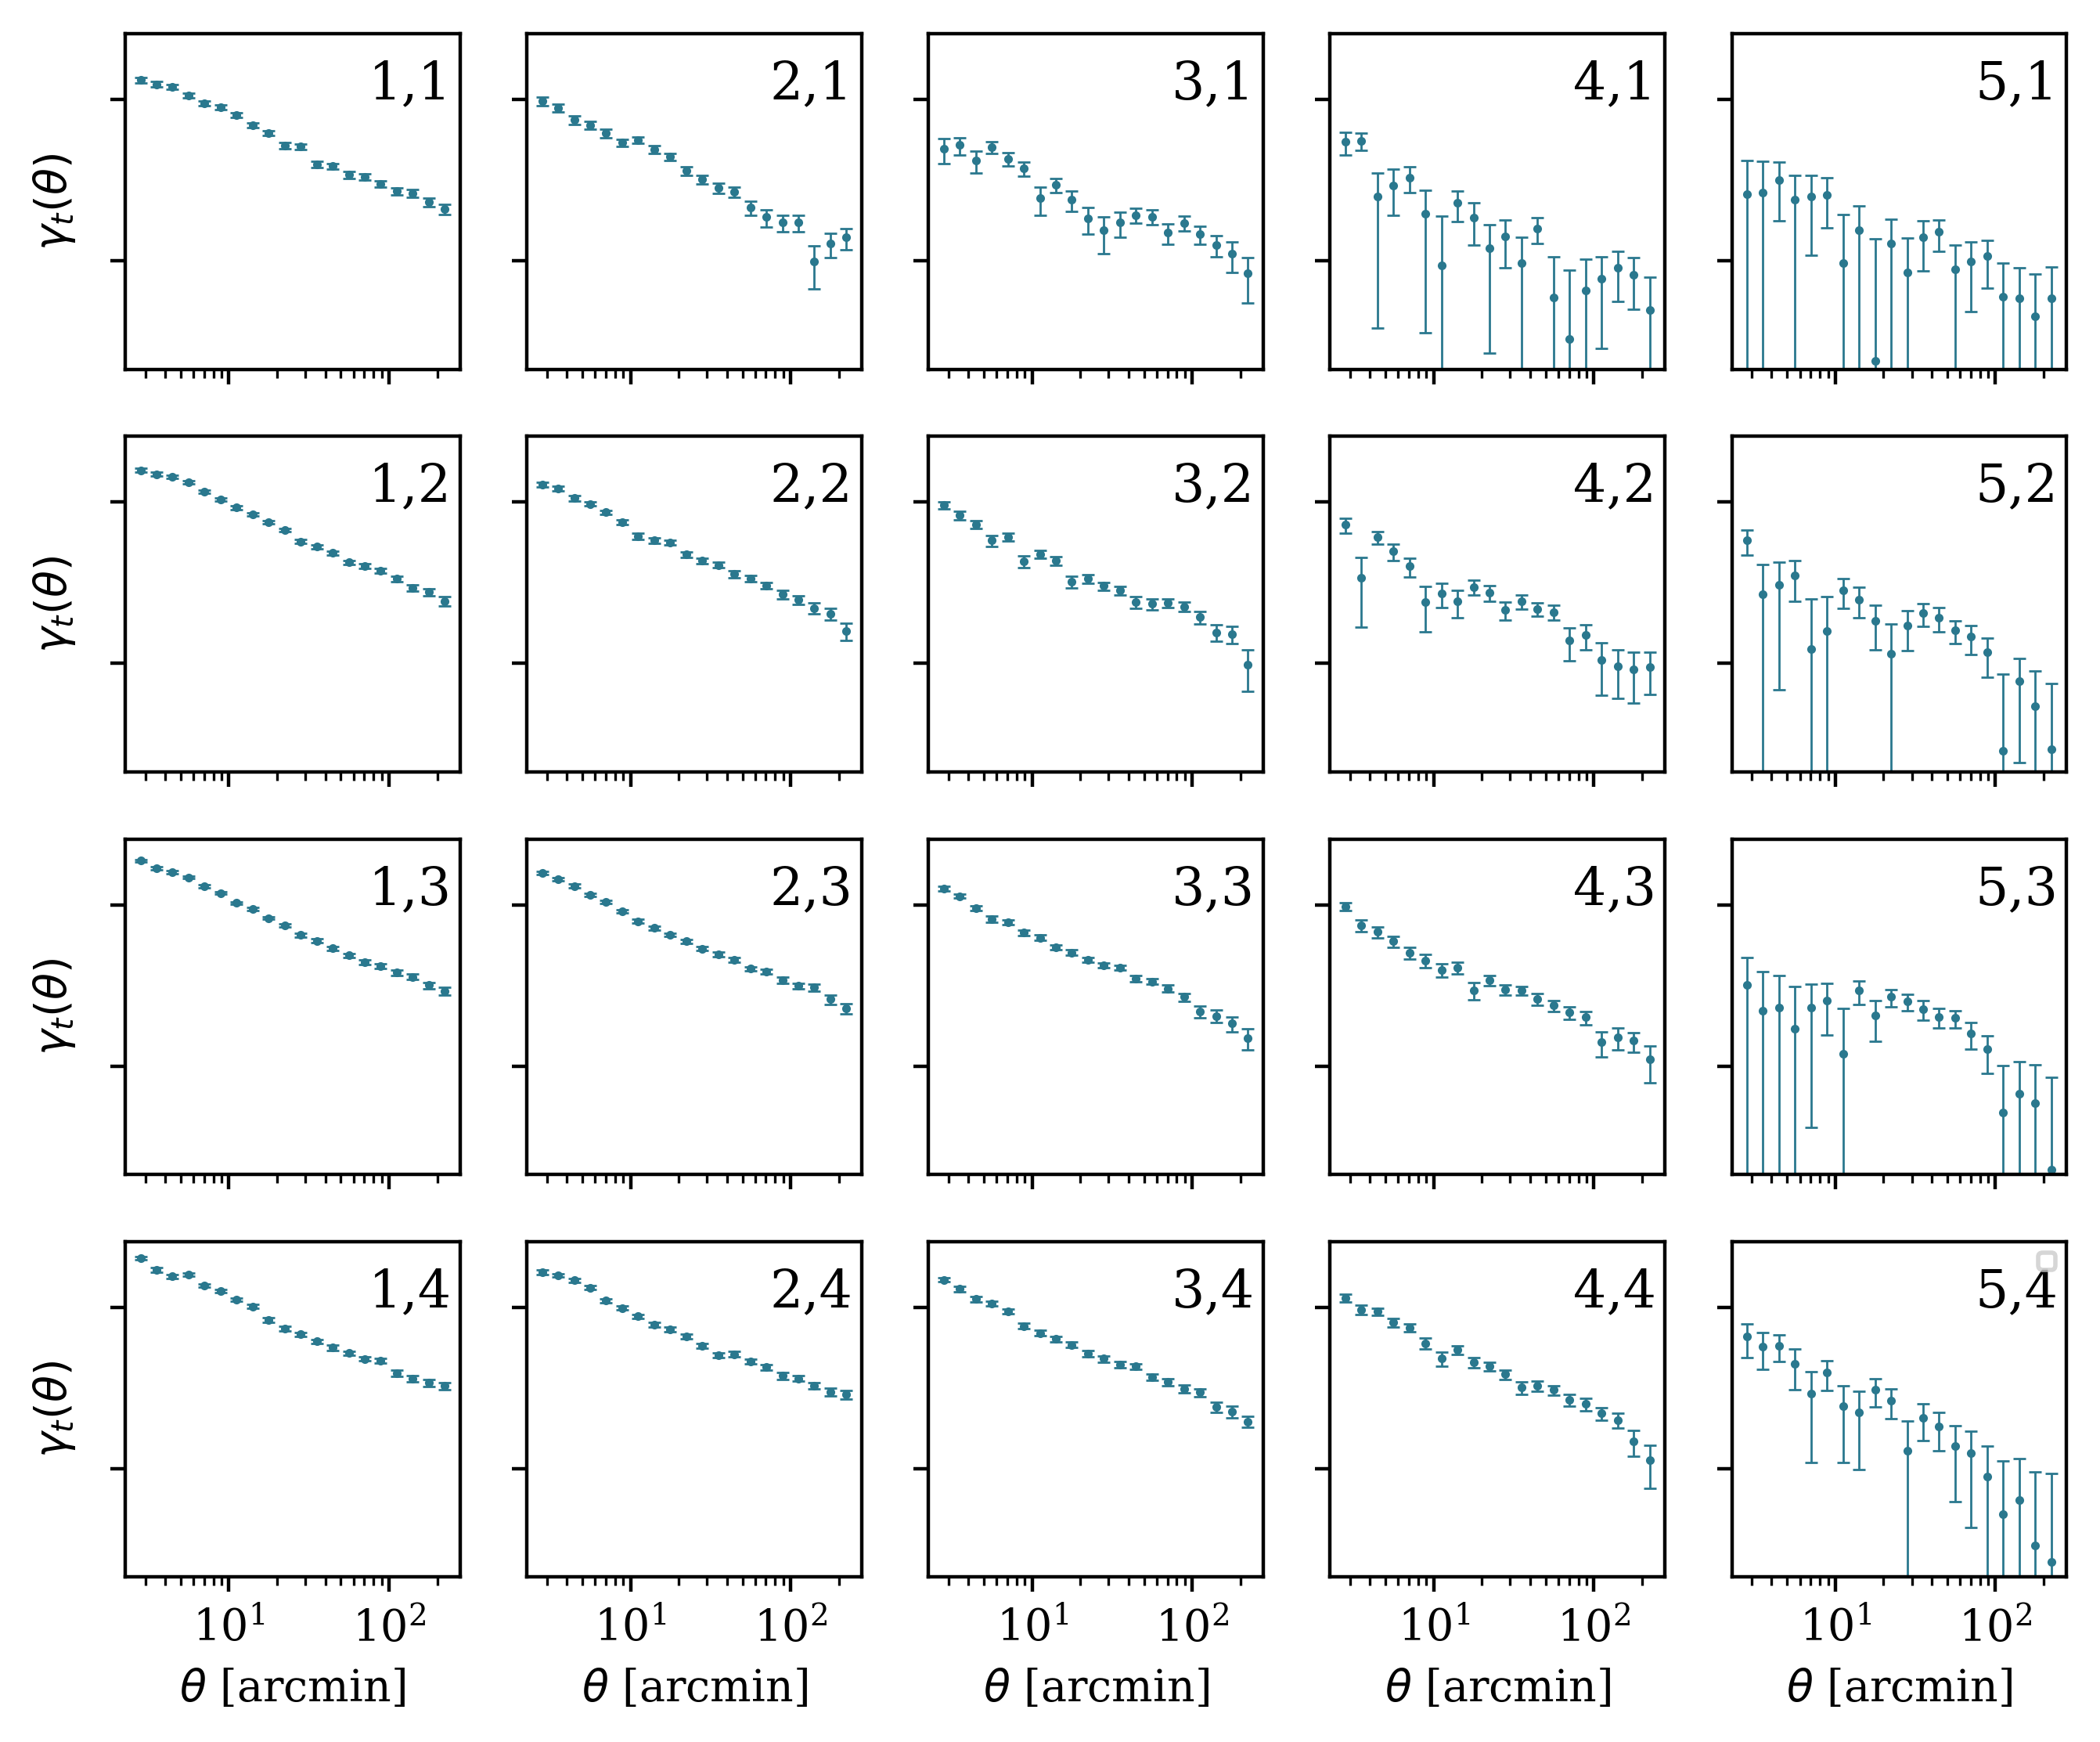 γt(θ) 1,1 2,1 3,1 4,1 5,1
γt(θ) 1,2 2,2 3,2 4,2 5,2
γt(θ) 1,3 2,3 3,3 4,3 5,3
γt(θ) 1,4 2,4 3,4 4,4 5,4
10¹ 10² 10¹ 10² 10¹ 10² 10¹ 10² 10¹ 10²
θ [arcmin] θ [arcmin] θ [arcmin] θ [arcmin] θ [arcmin]